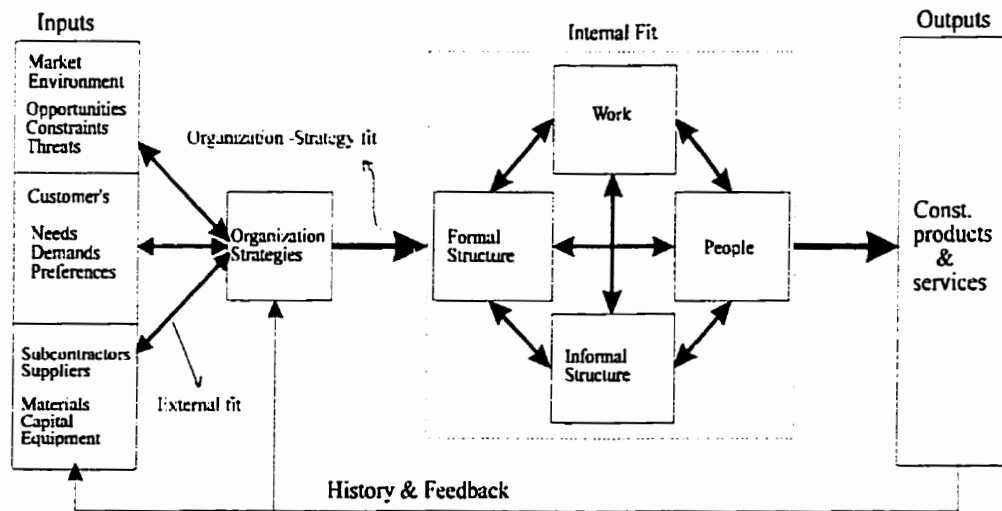 Inputs
Market
Environment
Opportunities
Constraints
Threats
Customer's
Needs
Demands
Preferences
Subcontractors
Suppliers
Materials
Capital
Equipment
Organization
Strategies
External fit
Organization -Strategy fit
Internal Fit
Work
Formal
Structure
People
Informal
Structure
Outputs
Const.
products
&
services
History & Feedback